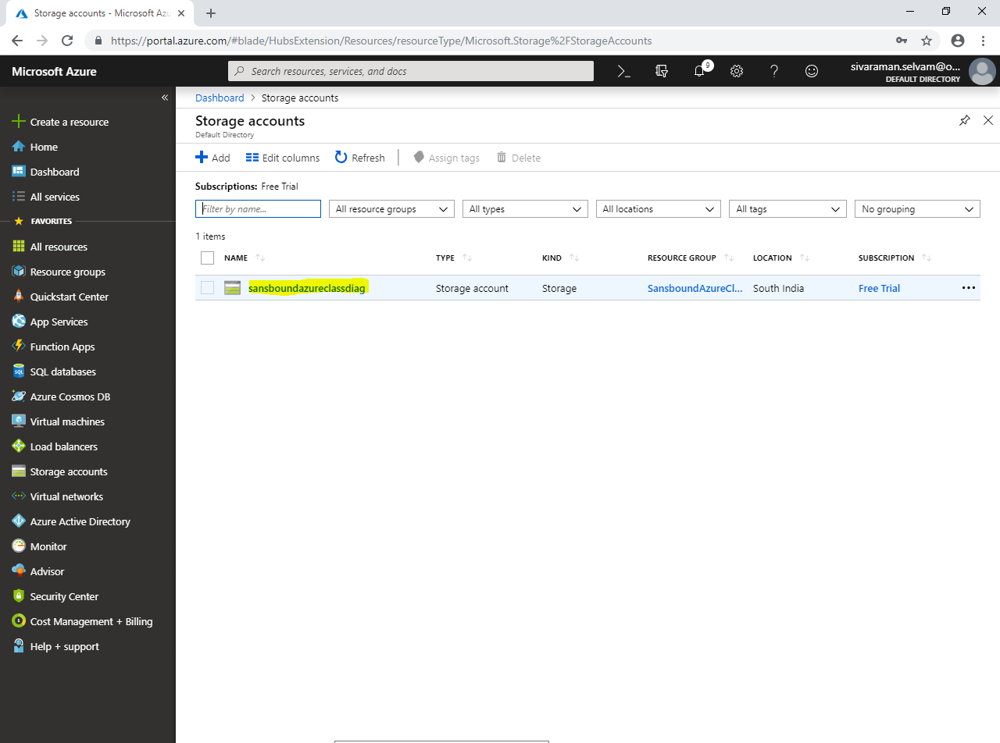 Storage accounts - Microsoft Azu
https://portal.azure.com/#blade/HubsExtension/Resources/resourceType/Microsoft.Storage%2FStorageAccounts
Microsoft Azure
Search resources, services, and docs
9
sivaraman.selvam@o...
DEFAULT DIRECTORY
Create a resource
Home
Dashboard
All services
FAVORITES
All resources
Resource groups
Quickstart Center
App Services
Function Apps
SQL databases
Azure Cosmos DB
Virtual machines
Load balancers
Storage accounts
Virtual networks
Azure Active Directory
Monitor
Advisor
Security Center
Cost Management + Billing
Help + support
Dashboard > Storage accounts
Storage accounts
Default Directory
Add Edit columns Refresh Assign tags Delete
Subscriptions: Free Trial
Filter by name... All resource groups All types All locations All tags No grouping
1 items
NAME TYPE KIND RESOURCE GROUP LOCATION SUBSCRIPTION
sansboundazureclassdiag Storage account Storage SansboundAzureCl... South India Free Trial